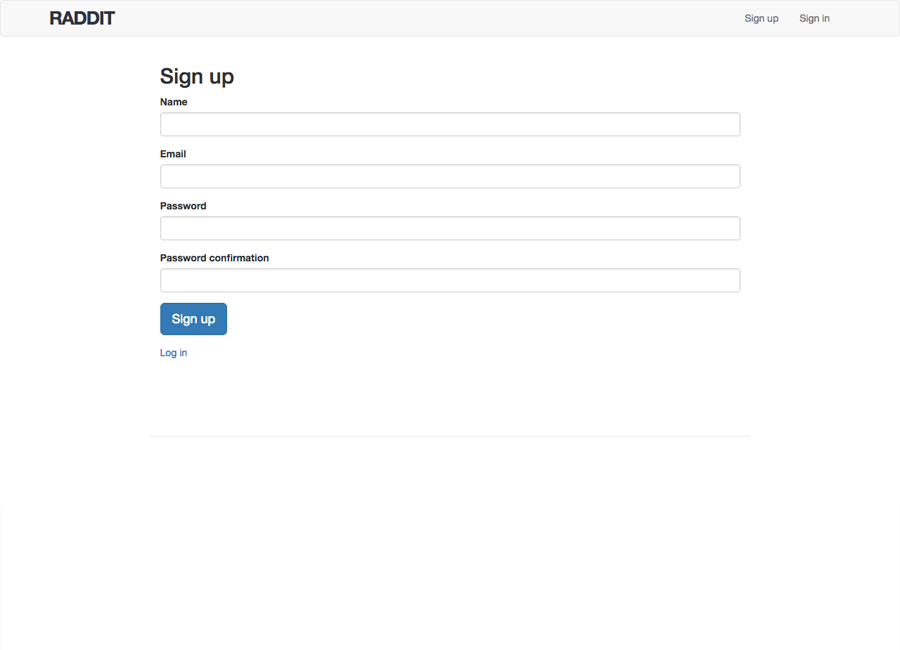 RADDIT Sign up Sign in
Sign up
Name
Email
Password
Password confirmation
Sign up
Log in